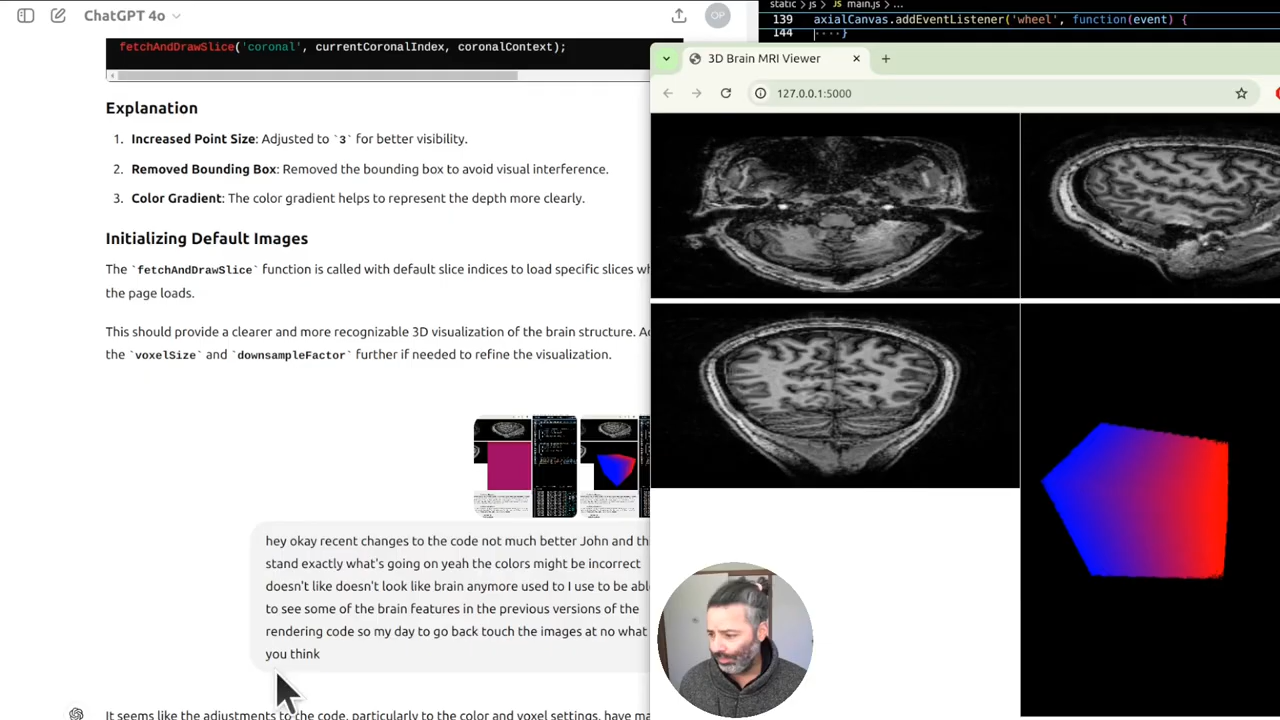 ChatGPT 4o
OP
fetchAndDrawSlice('coronal', currentCoronalIndex, coronalContext);
Explanation
1. Increased Point Size: Adjusted to `3` for better visibility.
2. Removed Bounding Box: Removed the bounding box to avoid visual interference.
3. Color Gradient: The color gradient helps to represent the depth more clearly.
Initializing Default Images
The `fetchAndDrawSlice` function is called with default slice indices to load specific slices
the page loads.
This should provide a clearer and more recognizable 3D visualization of the brain structure.
the `voxelSize` and `downsampleFactor` further if needed to refine the visualization.
hey okay recent changes to the code not much better John and
stand exactly what's going on yeah the colors might be incorrect
doesn't like doesn't look like brain anymore used to I use to be
to see some of the brain features in the previous versions of the
rendering code so my day to go back touch the images at no what
you think
It seems like the adjustments to the code, particularly to the color and voxel settings, have
static > js > main.js > ...
139 axialCanvas.addEventListener('wheel', function(event) {
144 }
3D Brain MRI Viewer
127.0.0.1:5000